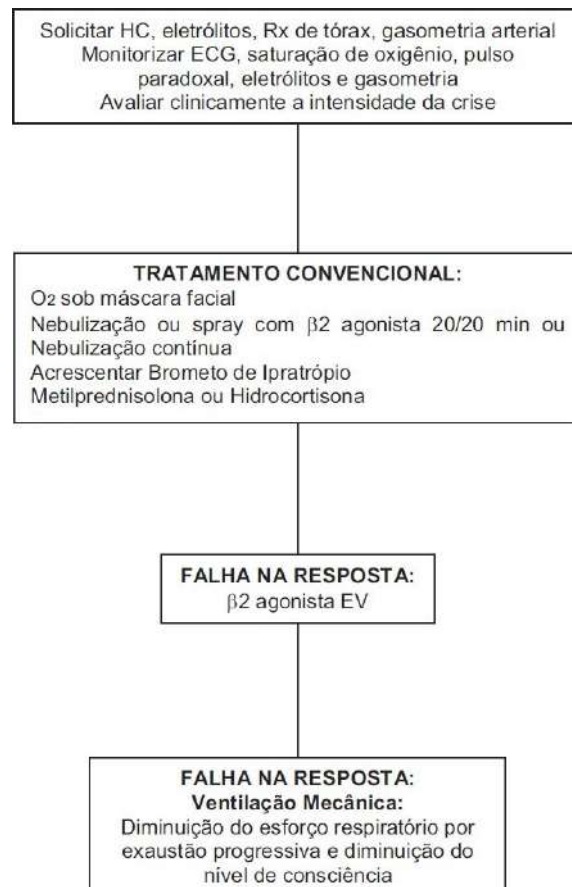 Solicitar HC, eletrólitos, Rx de tórax, gasometria arterial
Monitorizar ECG, saturação de oxigênio, pulso
paradoxal, eletrólitos e gasometria
Avaliar clinicamente a intensidade da crise
TRATAMENTO CONVENCIONAL:
O2 sob máscara facial
Nebulização ou spray com β2 agonista 20/20 min ou
Nebulização contínua
Acrescentar Brometo de Ipratrópio
Metilprednisolona ou Hidrocortisona
FALHA NA RESPOSTA:
β2 agonista EV
FALHA NA RESPOSTA:
Ventilação Mecânica:
Diminuição do esforço respiratório por
exaustão progressiva e diminuição do
nível de consciência